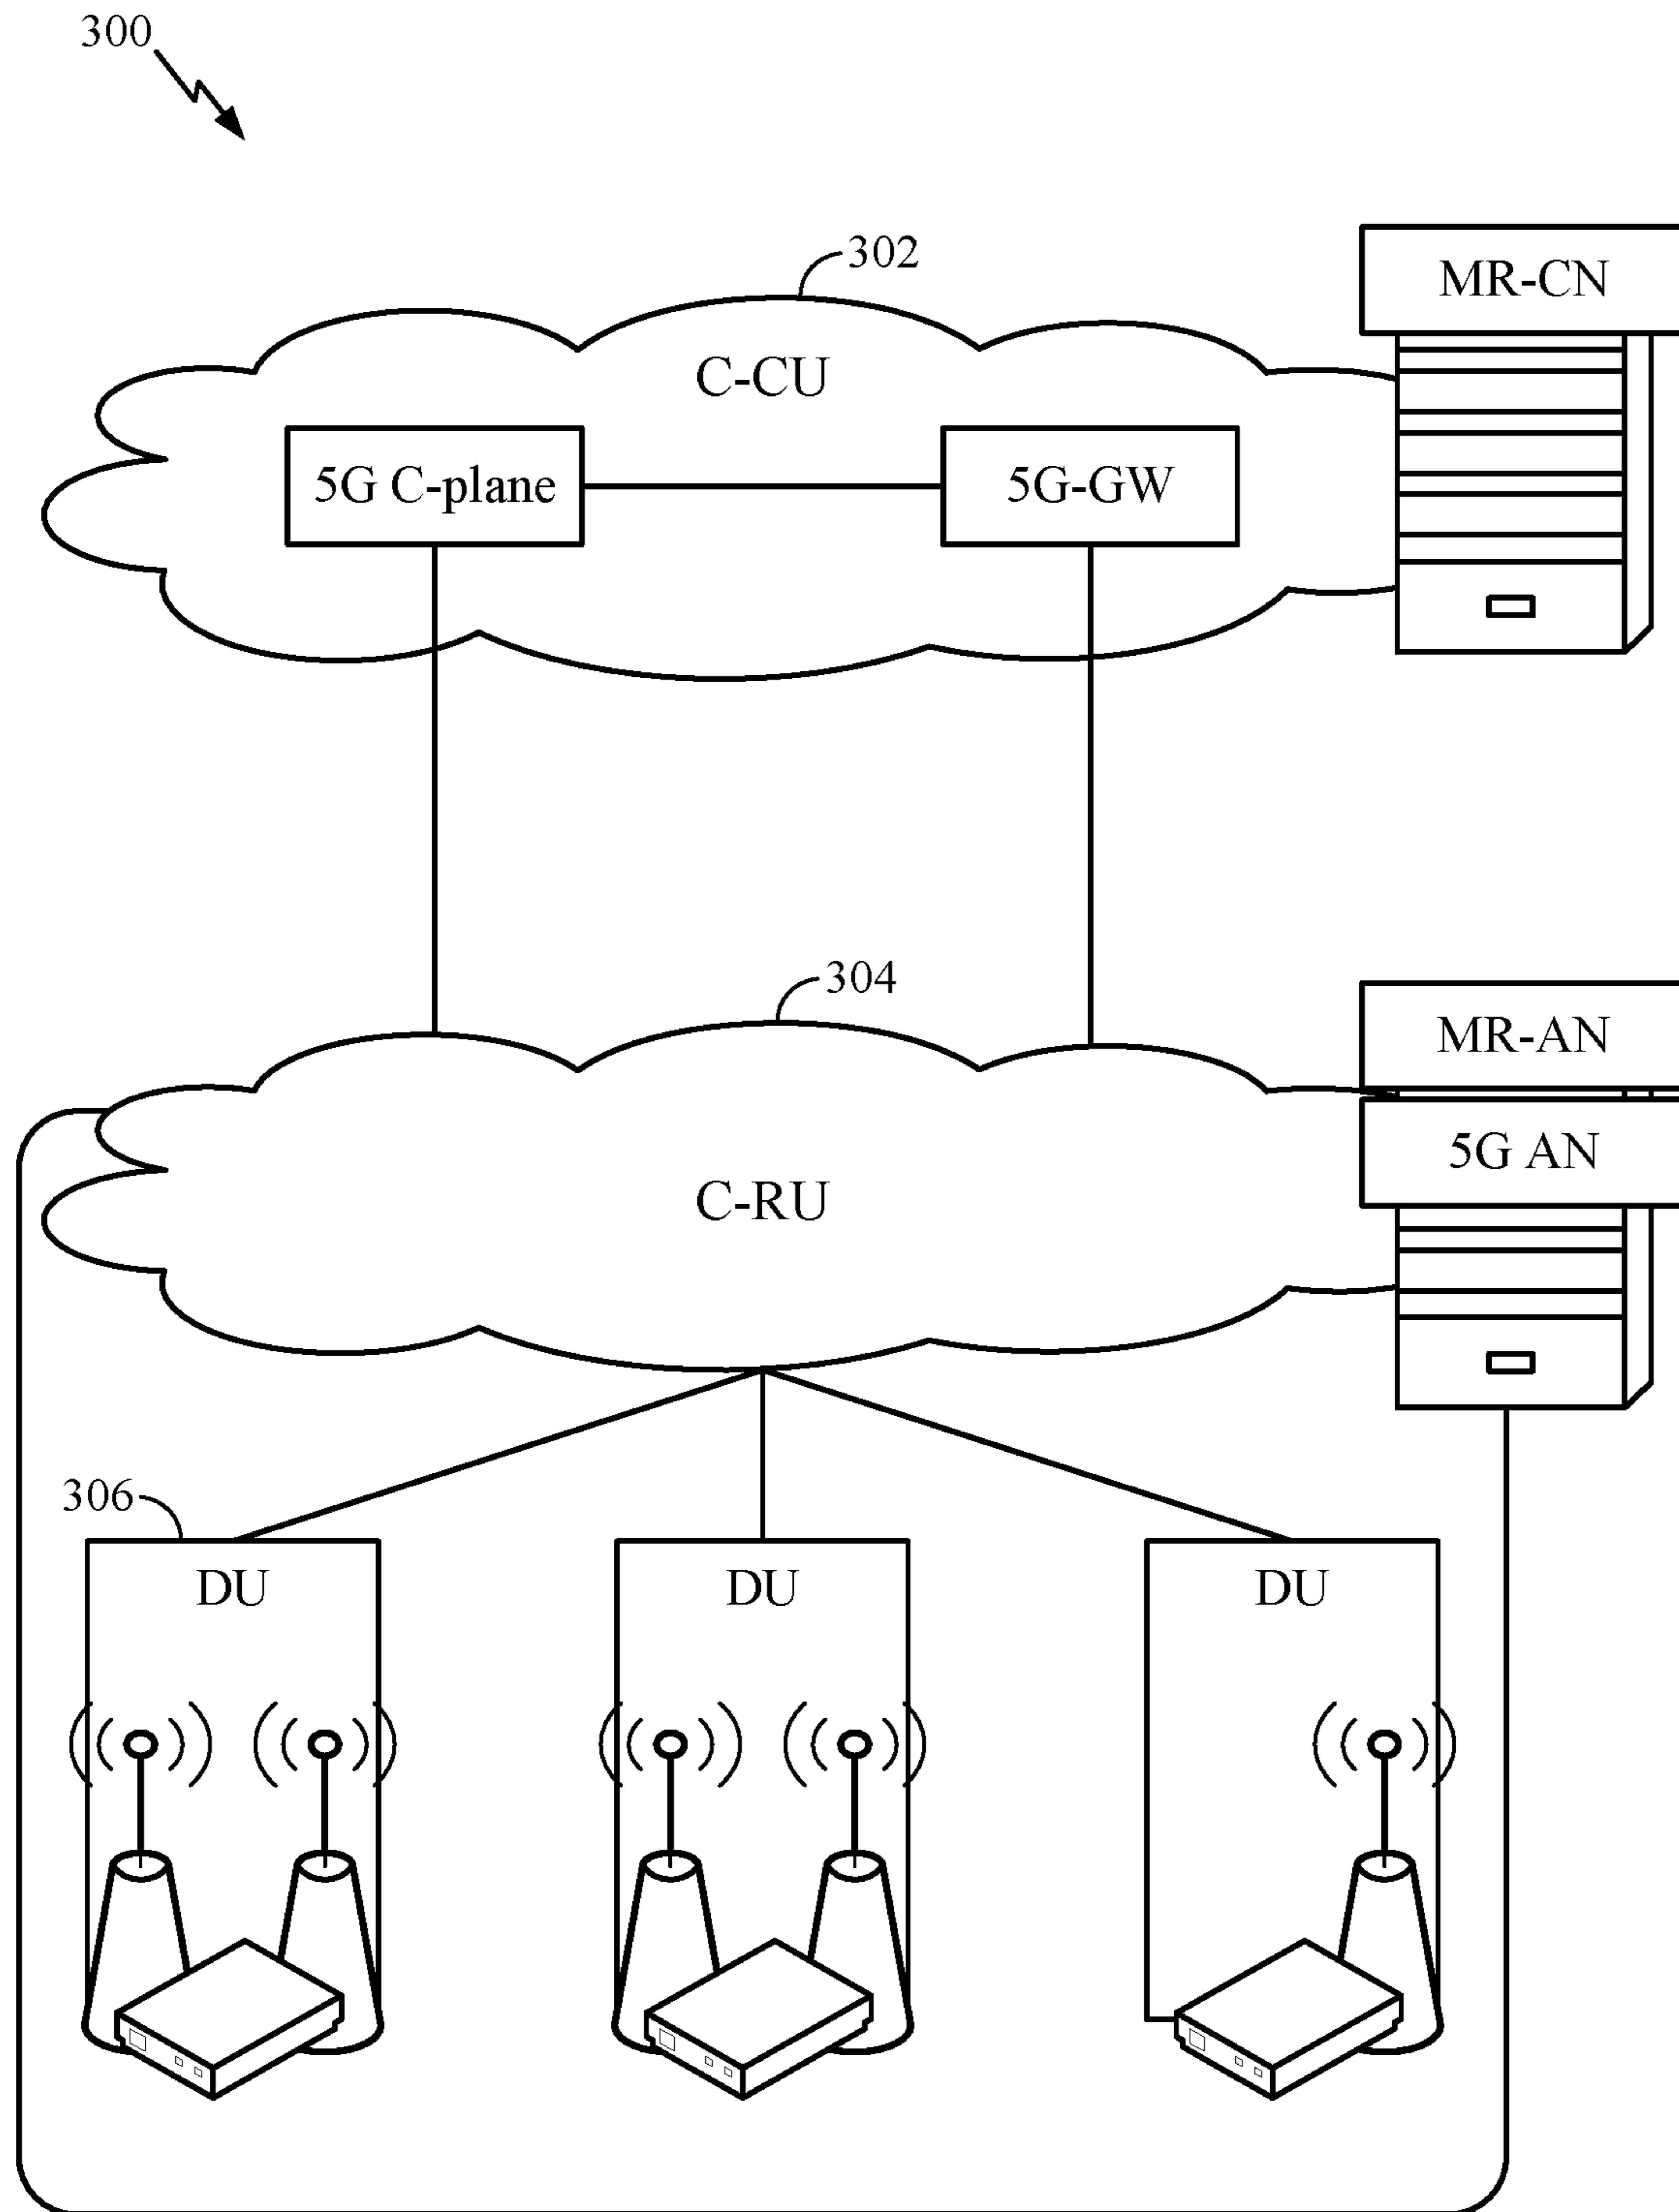 300
302
MR-CN
C-CU
5G C-plane
5G-GW
304
MR-AN
5G AN
C-RU
306
DU
DU
DU